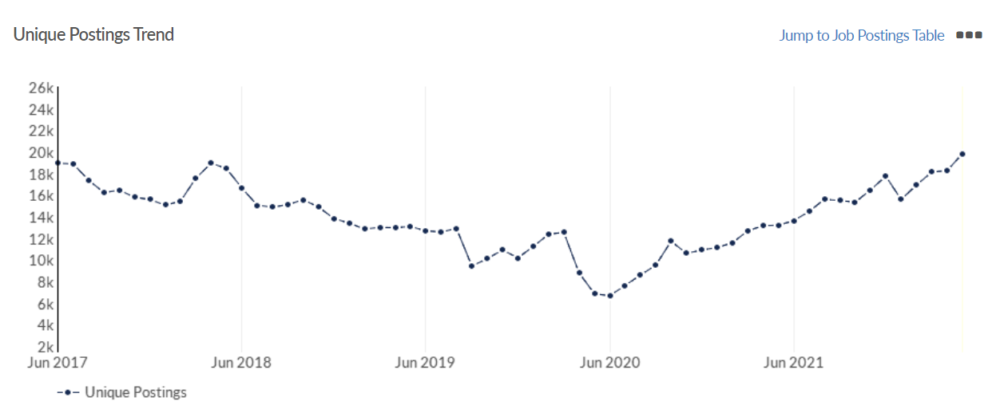 Unique Postings Trend
Jump to Job Postings Table
26k
24k
22k
20k
18k
16k
14k
12k
10k
8k
6k
4k
2k
Jun 2017 Jun 2018 Jun 2019 Jun 2020 Jun 2021
Unique Postings